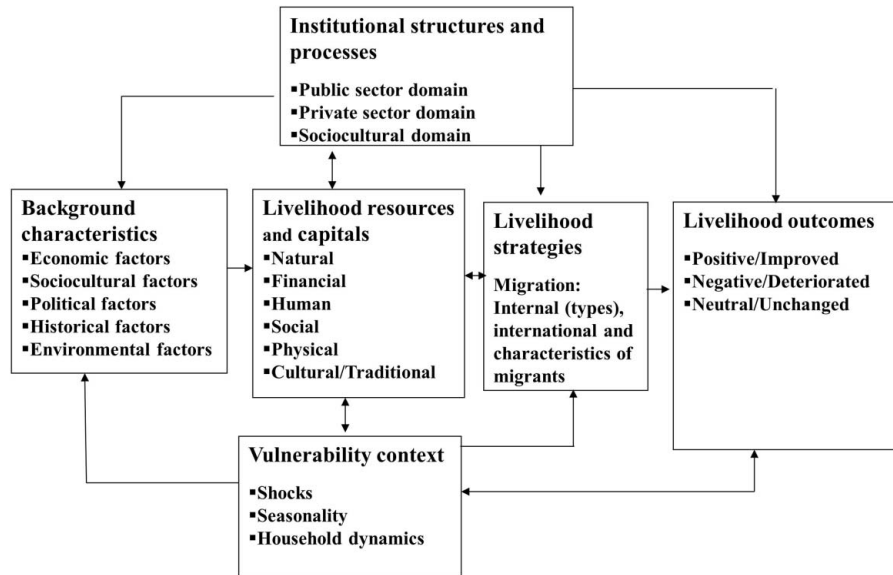 Institutional structures and
processes
▪Public sector domain
▪Private sector domain
▪Sociocultural domain
Background
characteristics
▪Economic factors
▪Sociocultural factors
▪Political factors
▪Historical factors
▪Environmental factors
Livelihood resources
and capitals
▪Natural
▪Financial
▪Human
▪Social
▪Physical
▪Cultural/Traditional
Livelihood
strategies
Migration:
Internal (types),
international and
characteristics of
migrants
Livelihood outcomes
▪Positive/Improved
▪Negative/Deteriorated
▪Neutral/Unchanged
Vulnerability context
▪Shocks
▪Seasonality
▪Household dynamics